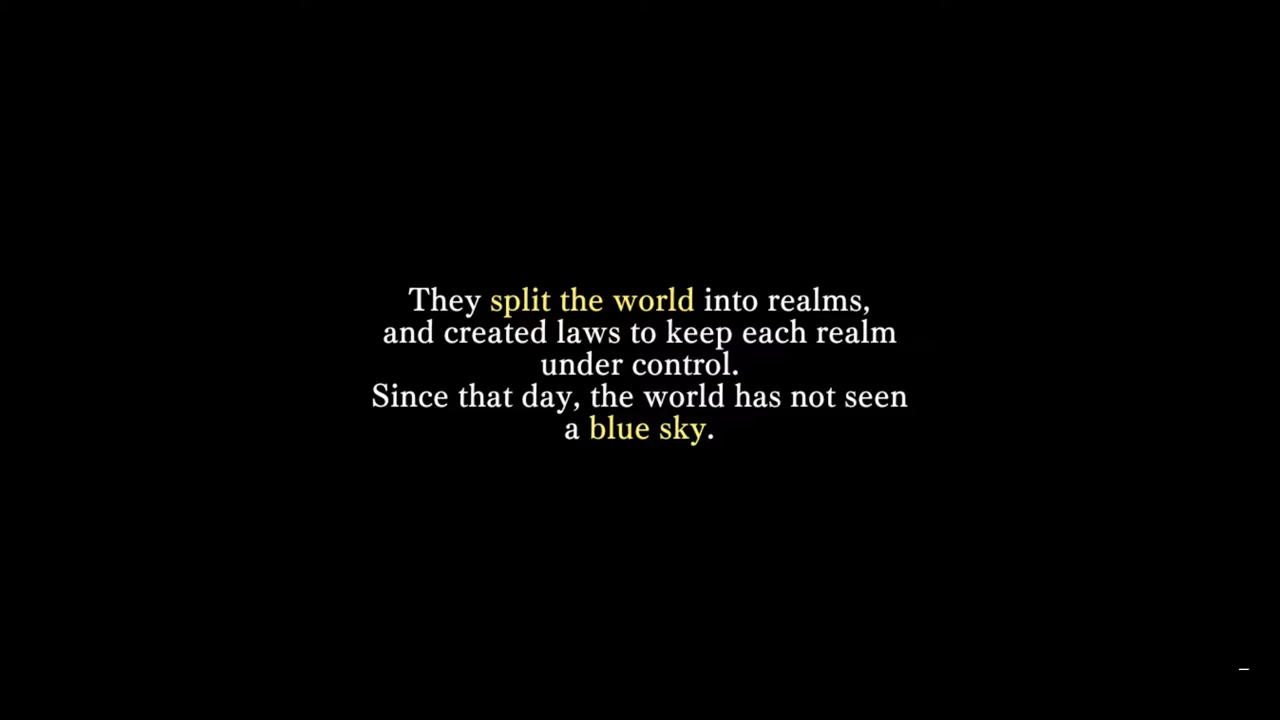 They split the world into realms,
and created laws to keep each realm
under control.
Since that day, the world has not seen
a blue sky.